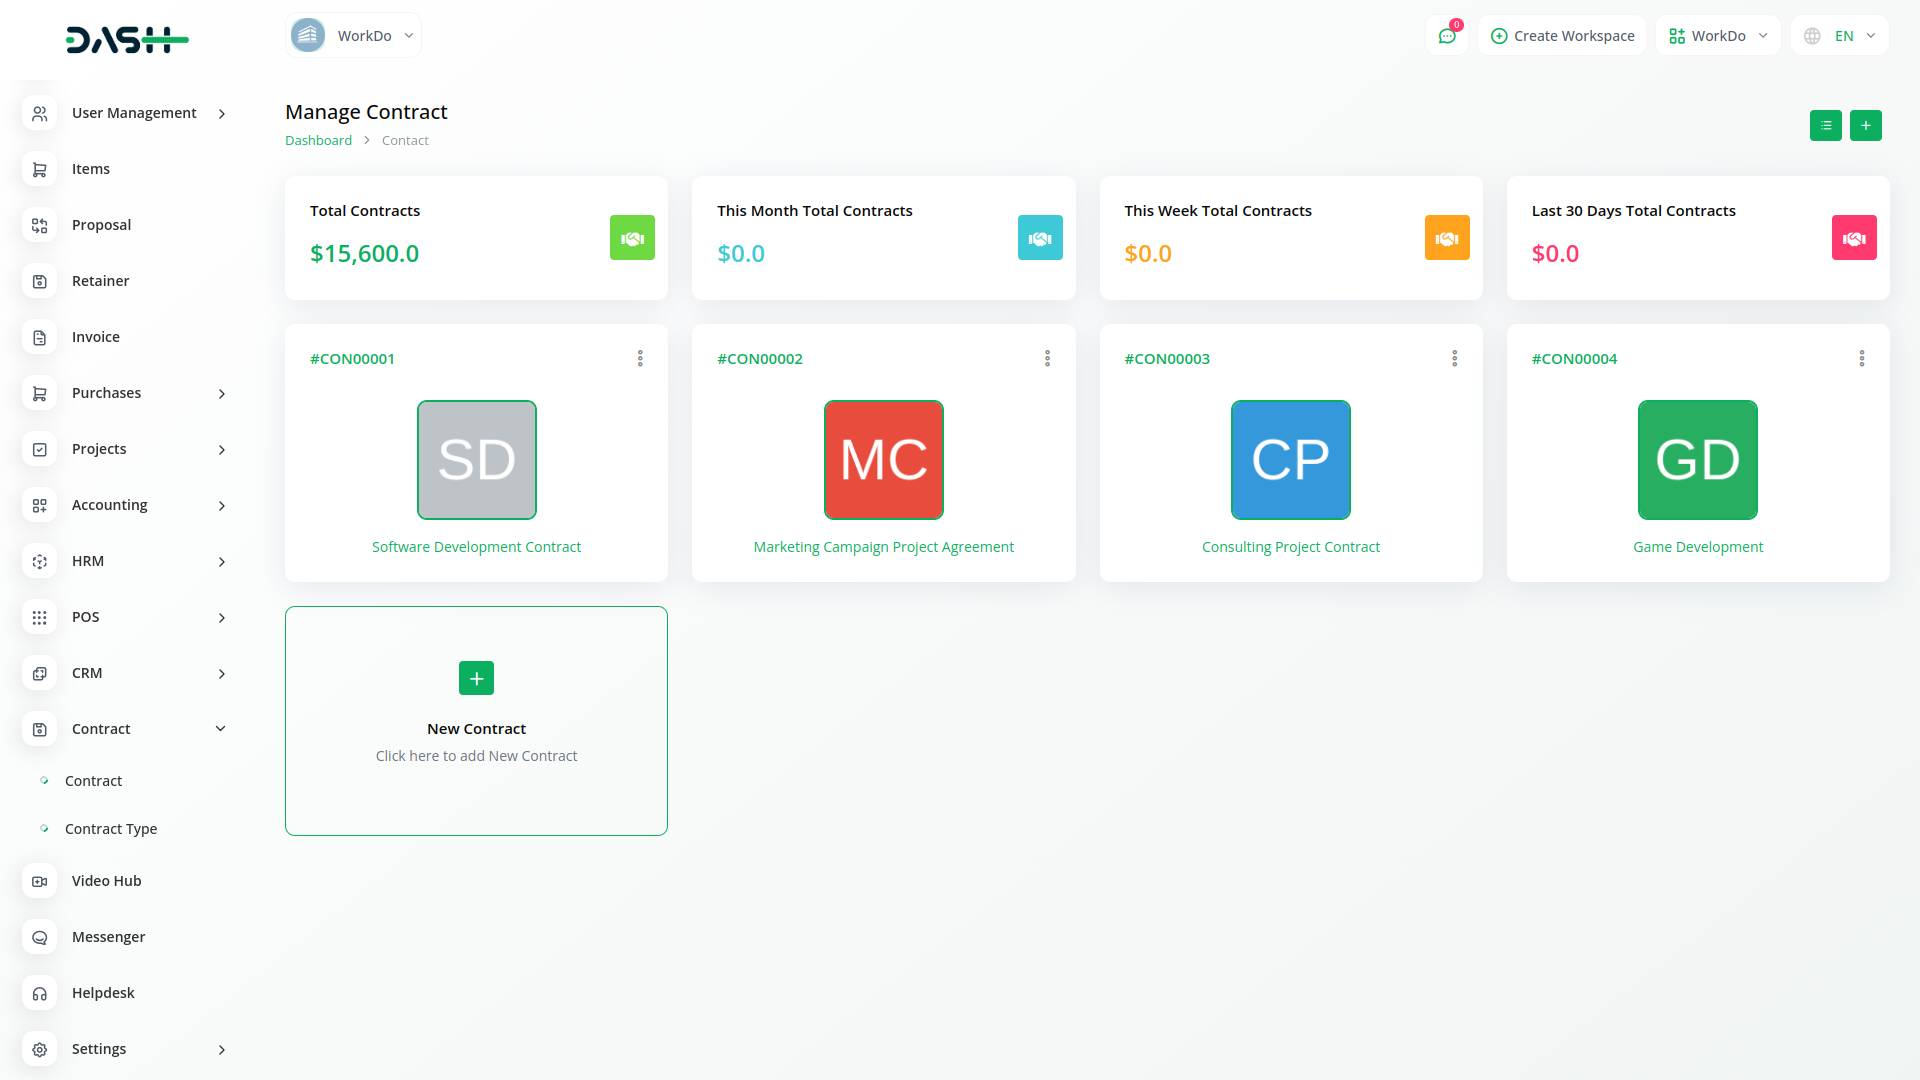 DASH
WorkDo
0
Create Workspace
WorkDo
EN
User Management
Items
Proposal
Retainer
Invoice
Purchases
Projects
Accounting
HRM
POS
CRM
Contract
Contract
Contract Type
Video Hub
Messenger
Helpdesk
Settings
Manage Contract
Dashboard
Contact
Total Contracts
$15,600.0
This Month Total Contracts
$0.0
This Week Total Contracts
$0.0
Last 30 Days Total Contracts
$0.0
#CON00001
SD
Software Development Contract
#CON00002
MC
Marketing Campaign Project Agreement
#CON00003
CP
Consulting Project Contract
#CON00004
GD
Game Development
New Contract
Click here to add New Contract